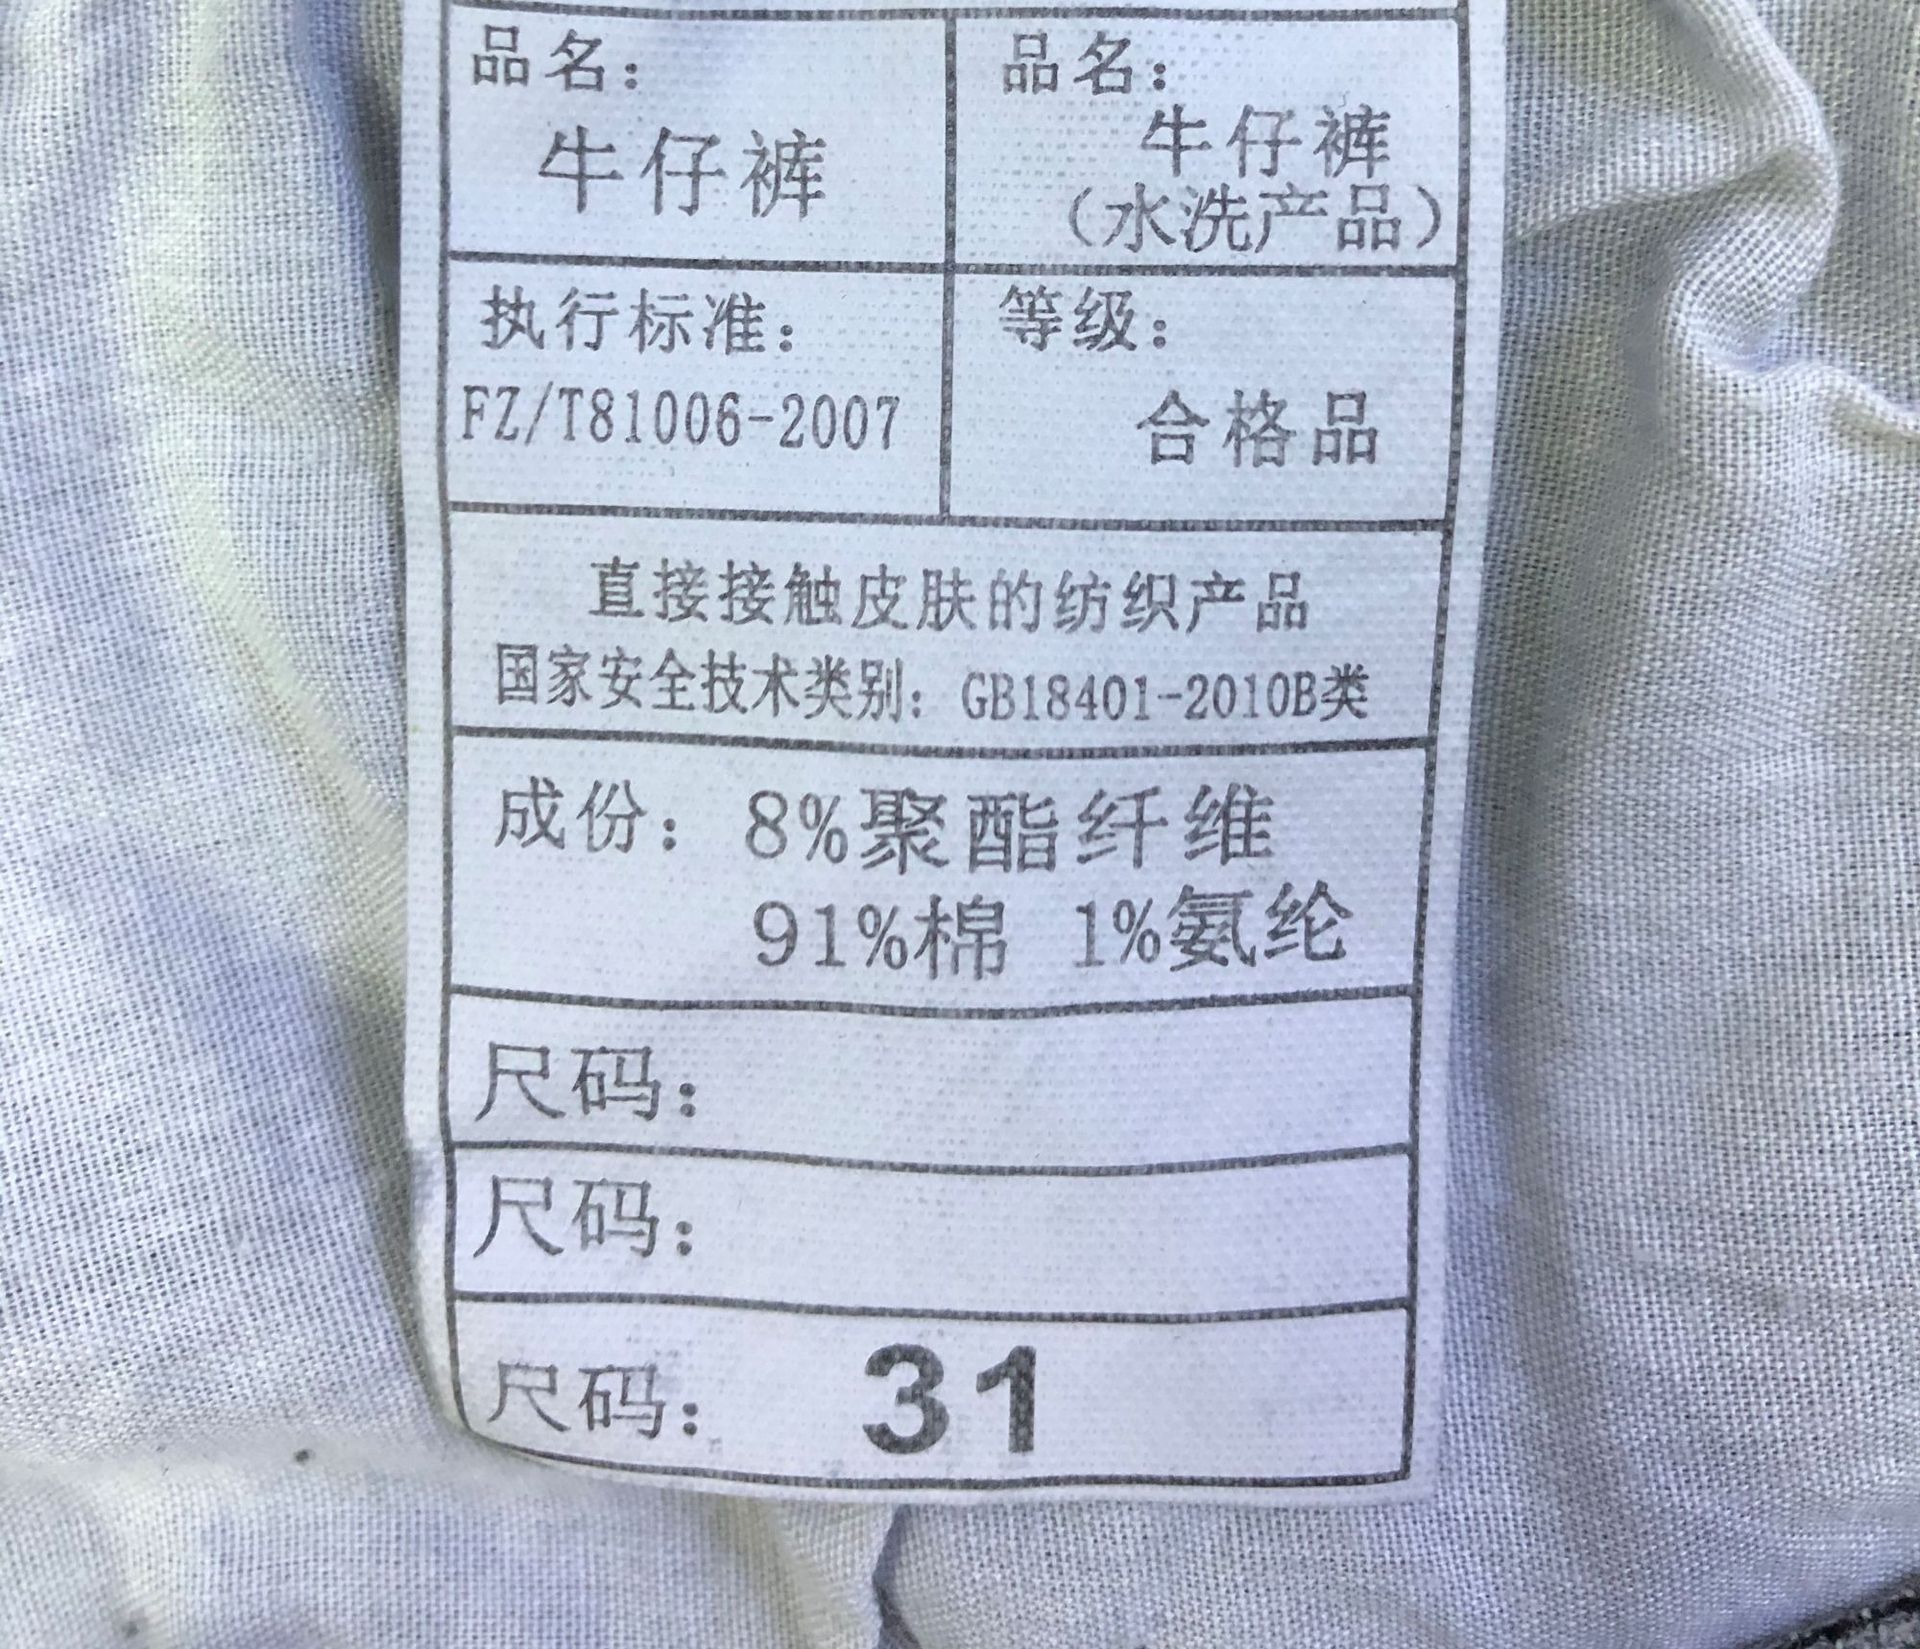 品名：
牛仔裤
品名：
牛仔裤
（水洗产品）
执行标准：
FZ/T81006-2007
等级：
合格品
直接接触皮肤的纺织产品
国家安全技术类别：GB18401-2010B类
成份：8%聚酯纤维
91%棉 1%氨纶
尺码：
尺码：
尺码：31